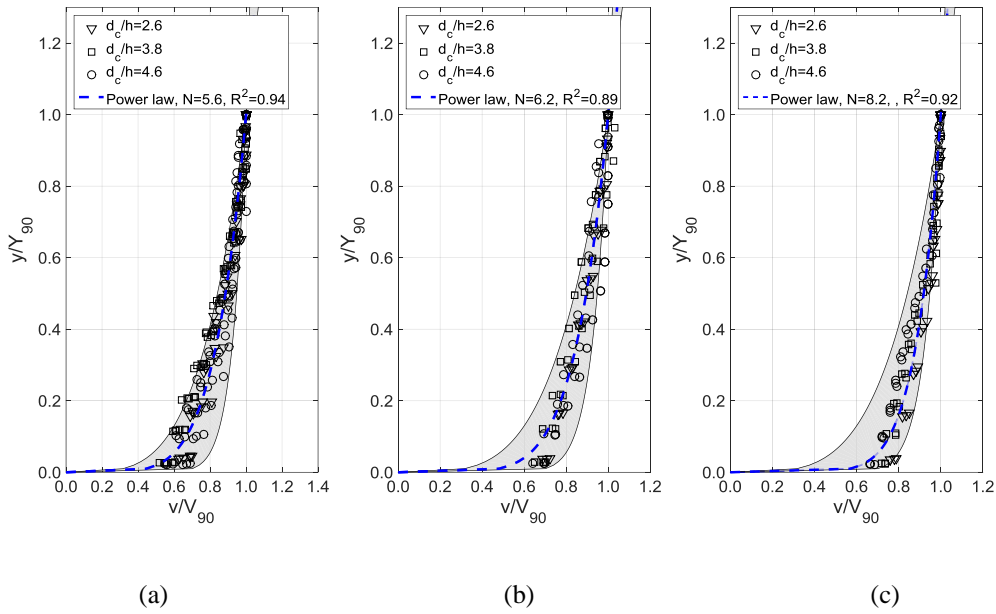 d_c/h=2.6
d_c/h=3.8
d_c/h=4.6
Power law, N=5.6, R²=0.94
1.2
1.0
0.8
0.6
0.4
0.2
0.0
y/Y_90
0.0 0.2 0.4 0.6 0.8 1.0 1.2 1.4
v/V_90
(a)
d_c/h=2.6
d_c/h=3.8
d_c/h=4.6
Power law, N=6.2, R²=0.89
1.2
1.0
0.8
0.6
0.4
0.2
0.0
y/Y_90
0.0 0.2 0.4 0.6 0.8 1.0 1.2
v/V_90
(b)
d_c/h=2.6
d_c/h=3.8
d_c/h=4.6
Power law, N=8.2, , R²=0.92
1.2
1.0
0.8
0.6
0.4
0.2
0.0
y/Y_90
0.0 0.2 0.4 0.6 0.8 1.0 1.2
v/V_90
(c)